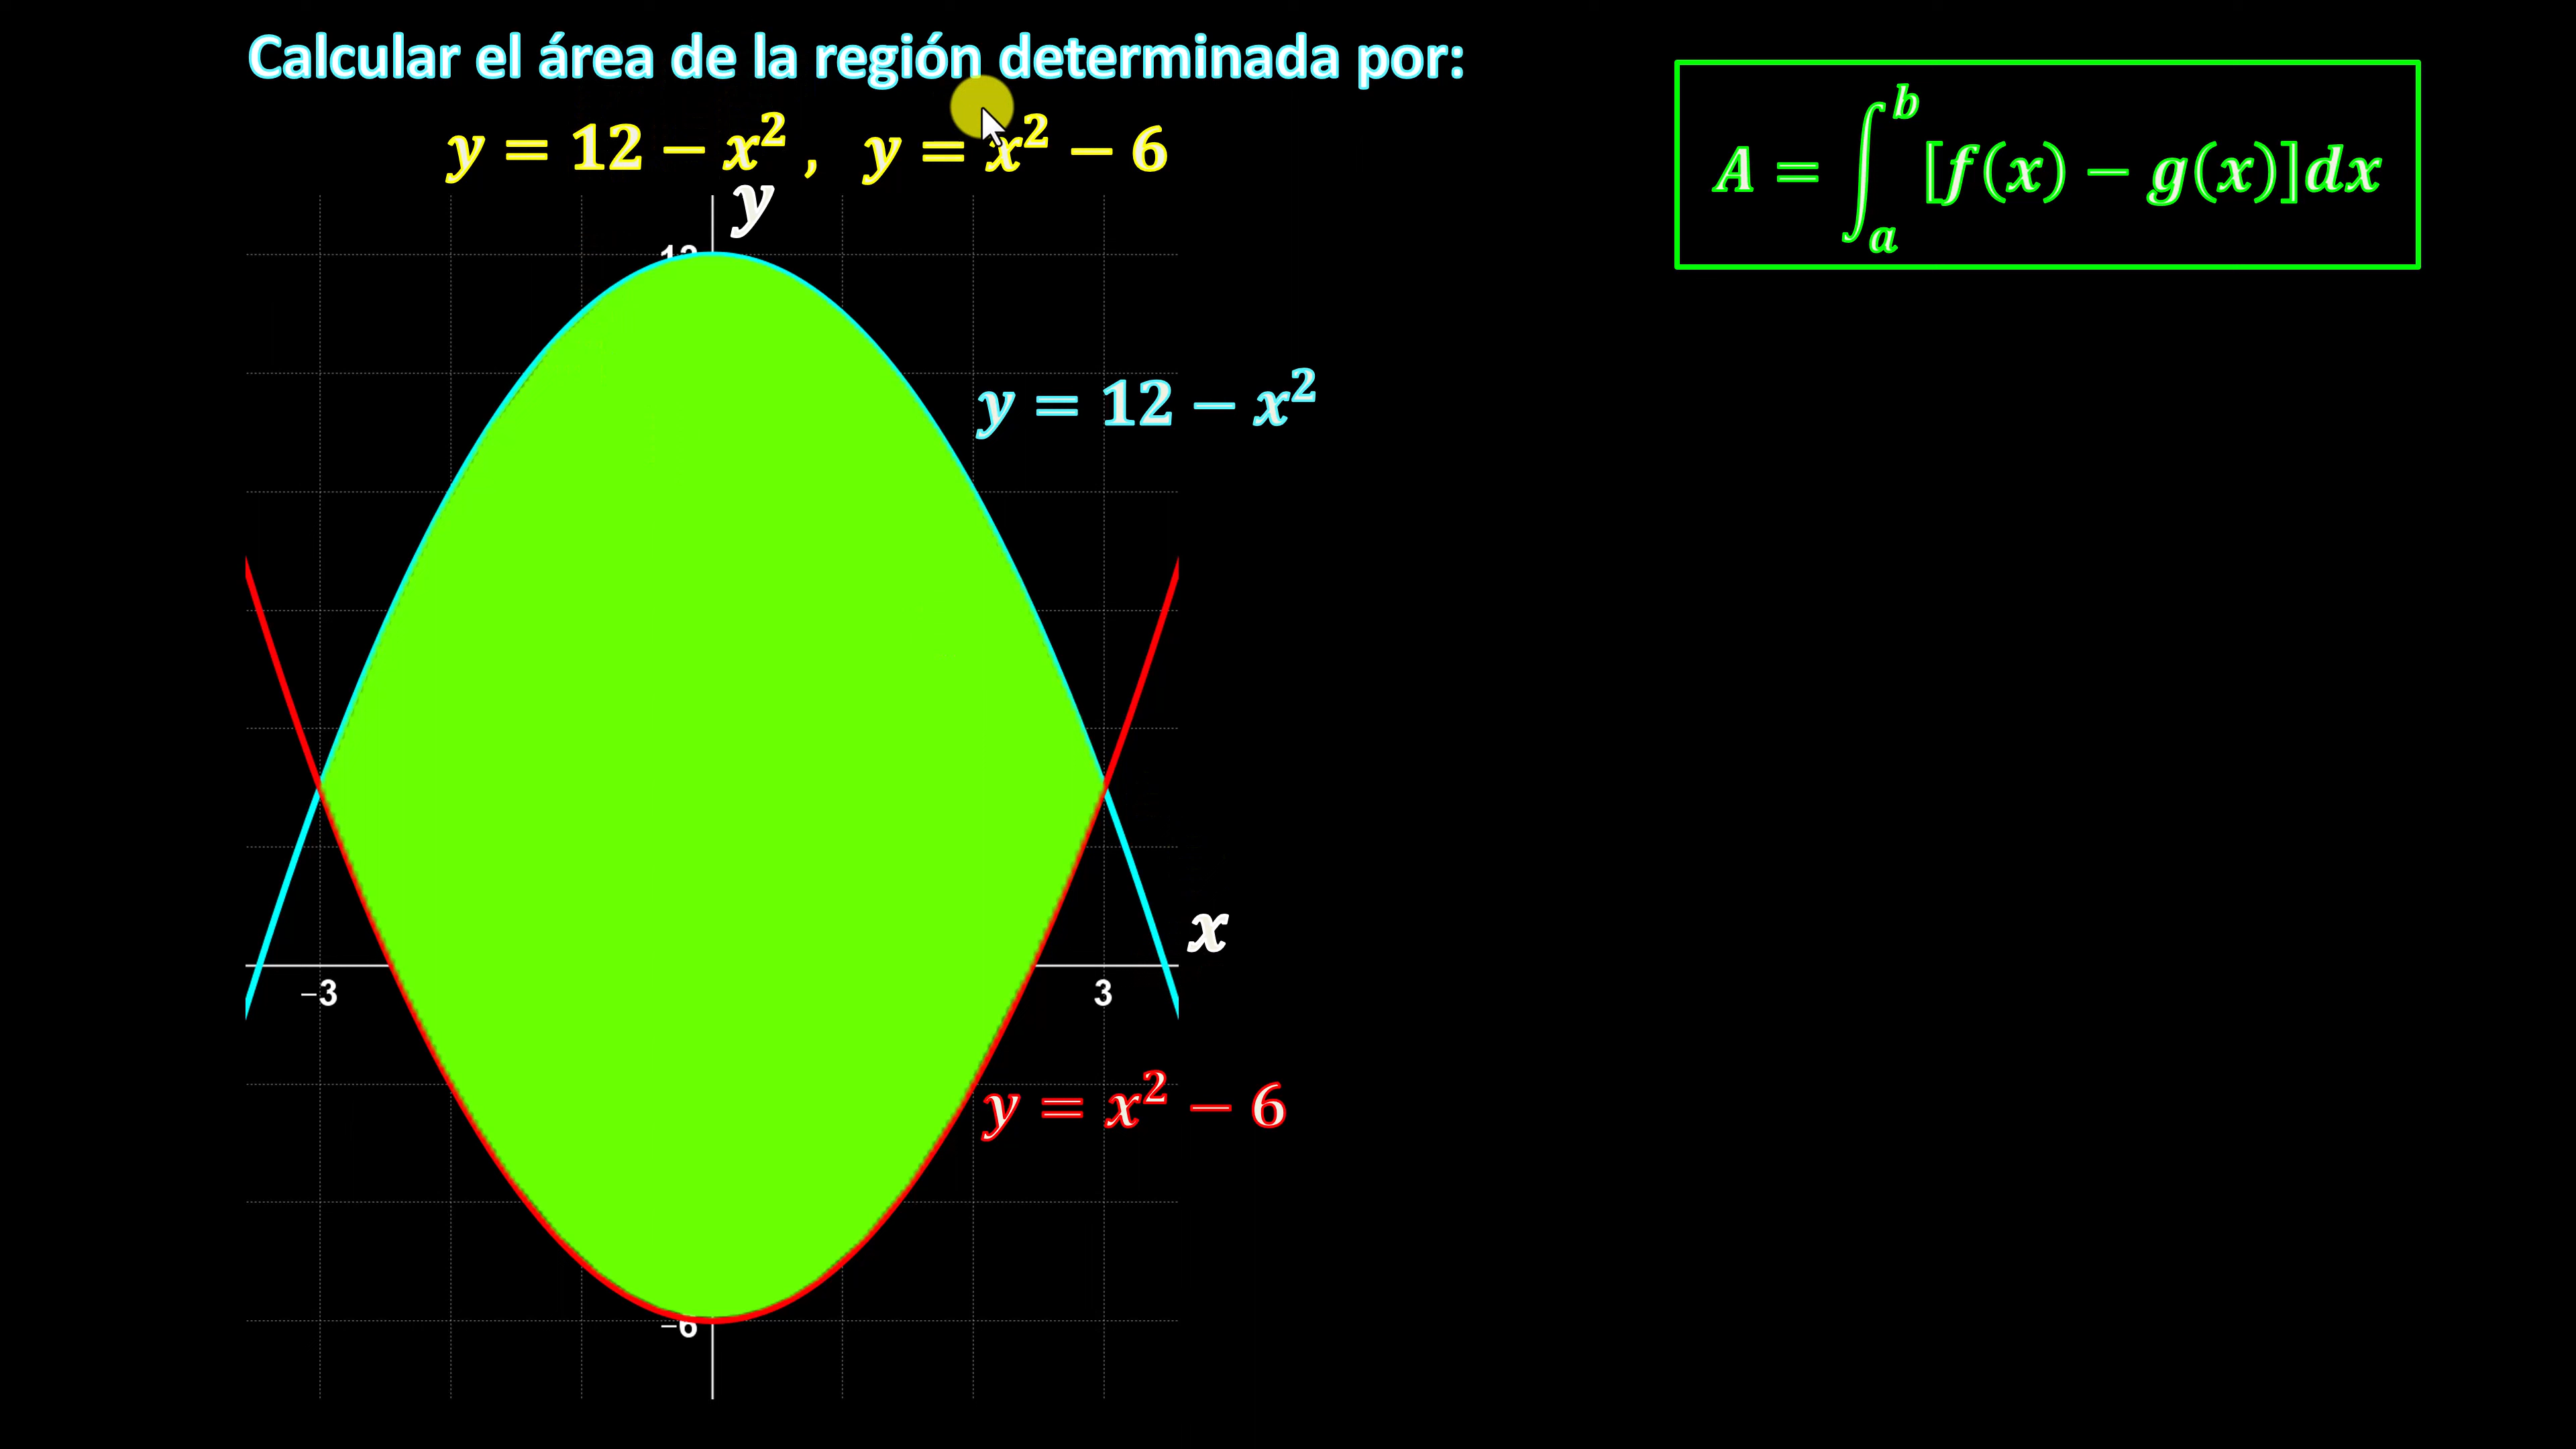 Calcular el área de la región determinada por:
y = 12 − x² , y = x² − 6
A = ∫ₐᵇ [f(x) − g(x)]dx
y
y = 12 − x²
x
−3
3
y = x² − 6
−6